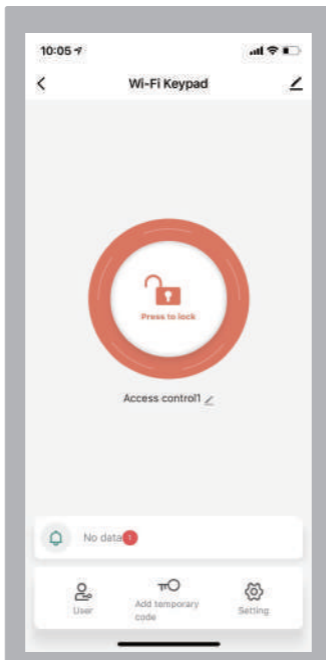 10:05
Wi-Fi Keypad
Press to lock
Access control1
No data 1
User
Add temporary
code
Setting